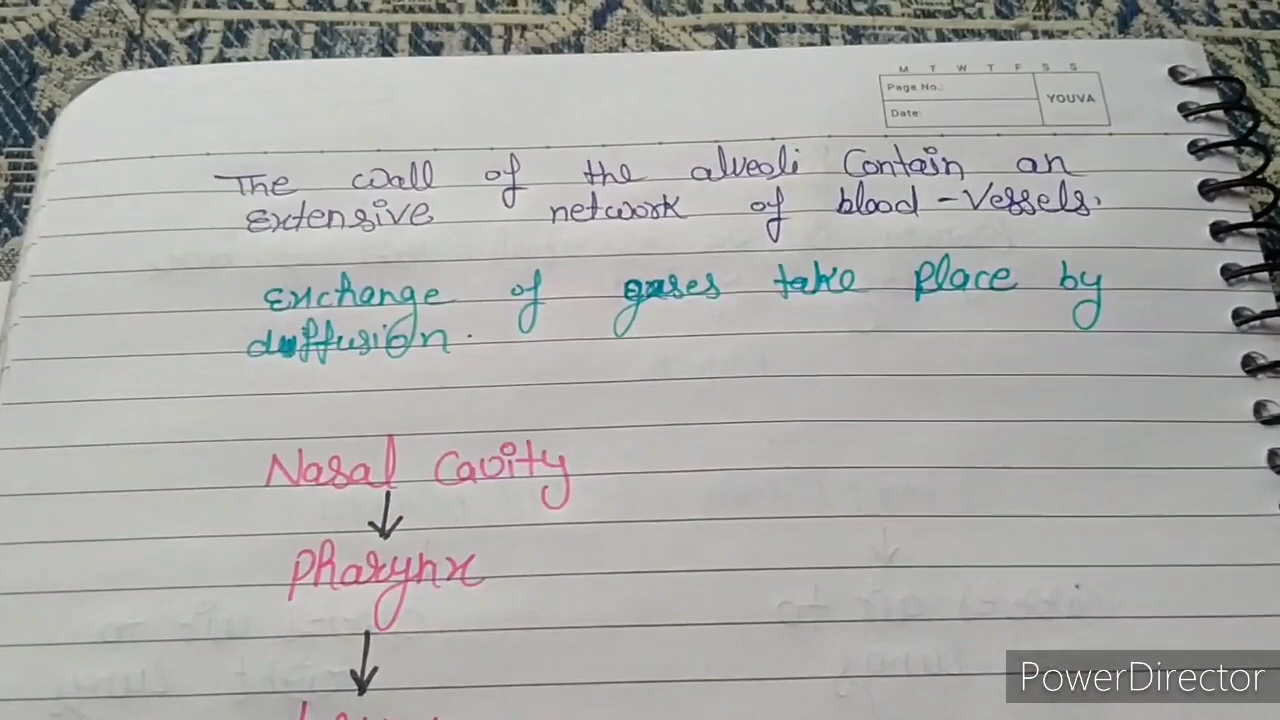 M T W T F S S
Page No.:
YOUVA
Date:
The wall of the alveoli Contain an
extensive network of blood-Vessels.
exchange of gases take place by
diffusion.
Nasal Cavity
↓
Pharynx
↓
PowerDirector